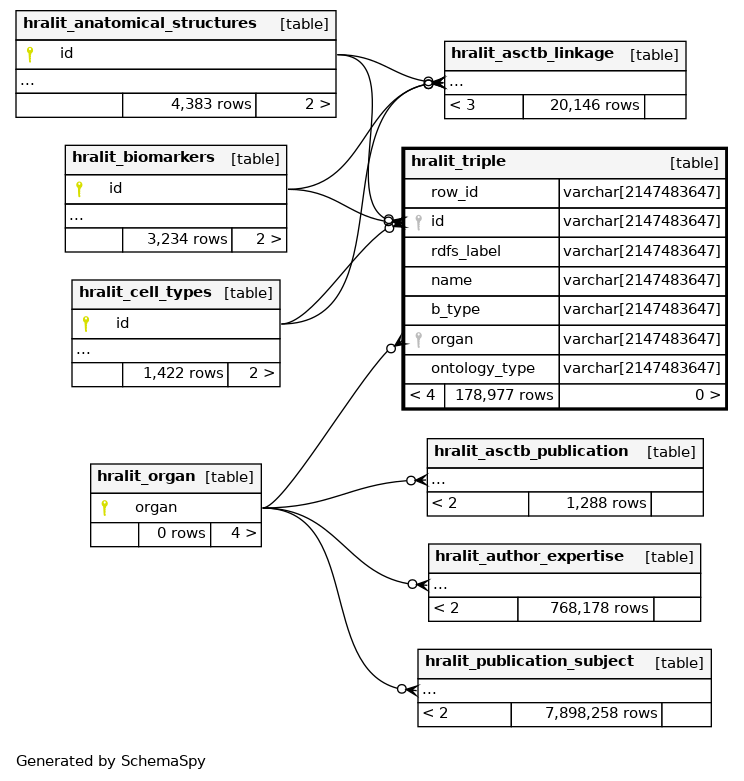 hralit_anatomical_structures [table]
id
...
4,383 rows 2 >
hralit_asctb_linkage [table]
...
< 3 20,146 rows
hralit_biomarkers [table]
id
...
3,234 rows 2 >
hralit_triple [table]
row_id varchar[2147483647]
id varchar[2147483647]
rdfs_label varchar[2147483647]
name varchar[2147483647]
b_type varchar[2147483647]
organ varchar[2147483647]
ontology_type varchar[2147483647]
< 4 178,977 rows 0 >
hralit_cell_types [table]
id
...
1,422 rows 2 >
hralit_organ [table]
organ
0 rows 4 >
hralit_asctb_publication [table]
...
< 2 1,288 rows
hralit_author_expertise [table]
...
< 2 768,178 rows
hralit_publication_subject [table]
...
< 2 7,898,258 rows
Generated by SchemaSpy